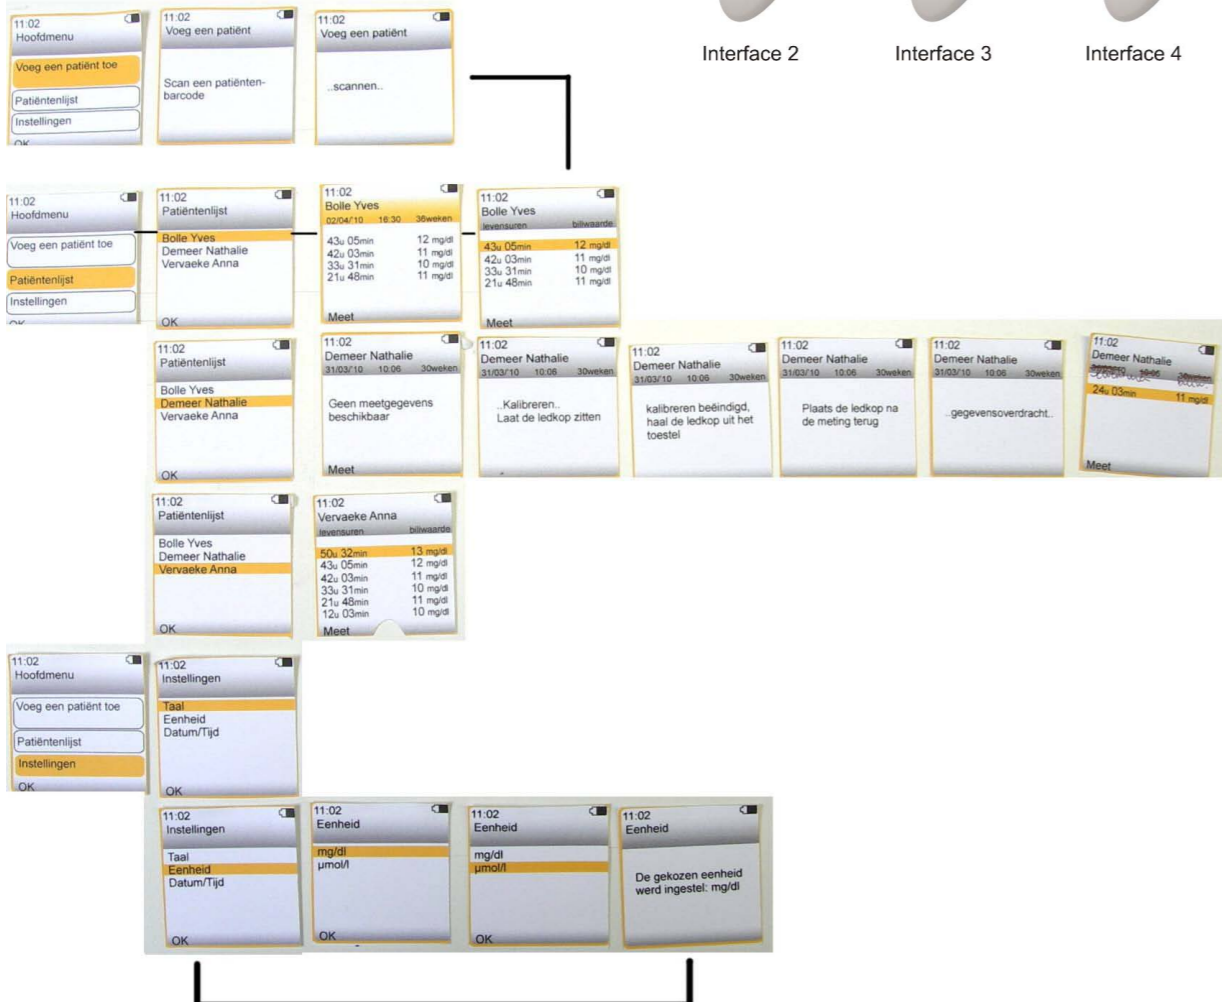 Interface 2
Interface 3
Interface 4
11:02
Hoofdmenu
Voeg een patiënt toe
Patiëntenlijst
Instellingen
OK
11:02
Voeg een patiënt
Scan een patiënten-
barcode
11:02
Voeg een patiënt
..scannen..
11:02
Hoofdmenu
Voeg een patiënt toe
Patiëntenlijst
Instellingen
OK
11:02
Patiëntenlijst
Bolle Yves
Demeer Nathalie
Vervaeke Anna
OK
11:02
Bolle Yves
02/04/'10 16:30 36weken
43u 05min 12 mg/dl
42u 03min 11 mg/dl
33u 31min 10 mg/dl
21u 48min 11 mg/dl
Meet
11:02
Bolle Yves
levensuren biliwaarde
43u 05min 12 mg/dl
42u 03min 11 mg/dl
33u 31min 10 mg/dl
21u 48min 11 mg/dl
Meet
11:02
Patiëntenlijst
Bolle Yves
Demeer Nathalie
Vervaeke Anna
OK
11:02
Demeer Nathalie
31/03/'10 10:06 30weken
Geen meetgegevens
beschikbaar
Meet
11:02
Demeer Nathalie
31/03/'10 10:06 30weken
..Kalibreren..
Laat de ledkop zitten
11:02
Demeer Nathalie
31/03/'10 10:06 30weken
kalibreren beëindigd,
haal de ledkop uit het
toestel
11:02
Demeer Nathalie
31/03/'10 10:06 30weken
Plaats de ledkop na
de meting terug
11:02
Demeer Nathalie
31/03/'10 10:06 30weken
..gegevensoverdracht..
11:02
Demeer Nathalie
24u 03min 11 mg/dl
Meet
11:02
Patiëntenlijst
Bolle Yves
Demeer Nathalie
Vervaeke Anna
OK
11:02
Vervaeke Anna
levensuren biliwaarde
50u 32min 13 mg/dl
43u 05min 12 mg/dl
42u 03min 11 mg/dl
33u 31min 10 mg/dl
21u 48min 11 mg/dl
12u 03min 10 mg/dl
Meet
11:02
Hoofdmenu
Voeg een patiënt toe
Patiëntenlijst
Instellingen
OK
11:02
Instellingen
Taal
Eenheid
Datum/Tijd
OK
11:02
Instellingen
Taal
Eenheid
Datum/Tijd
OK
11:02
Eenheid
mg/dl
µmol/l
OK
11:02
Eenheid
mg/dl
µmol/l
OK
11:02
Eenheid
De gekozen eenheid
werd ingestel: mg/dl